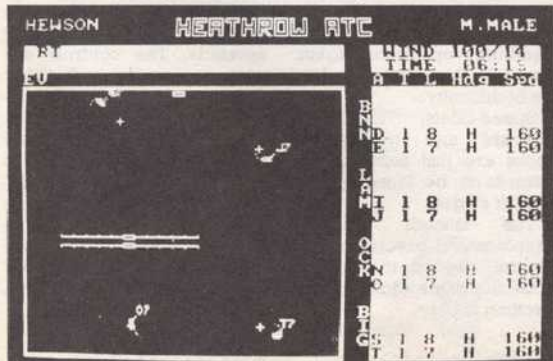 HEWSON HEATHROW ATC M.MALE
RT
WIND 100/14
TIME 06:15
EV
A T L Hdg Spd
BNN
D 1 8 H 160
E 1 7 H 160
LAM
I 1 8 H 160
J 1 7 H 160
OCK
N 1 8 H 160
O 1 7 H 160
BIG
S 1 8 H 160
T 1 7 H 160